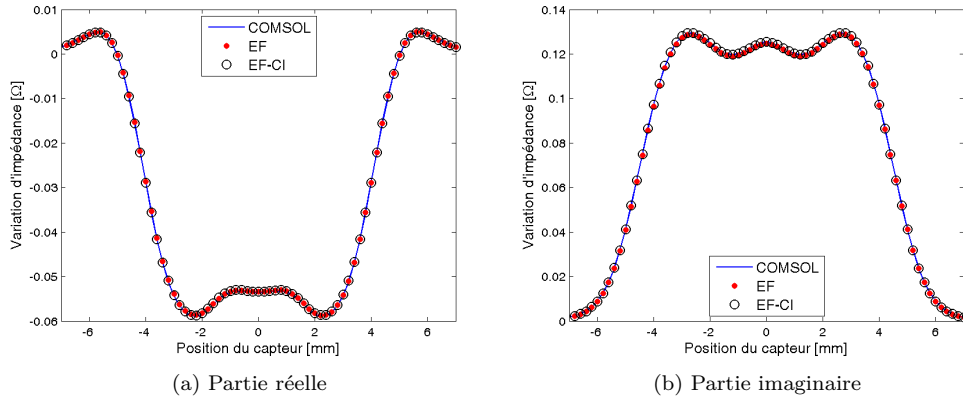 0.01
0
-0.01
-0.02
-0.03
-0.04
-0.05
-0.06
-6 -4 -2 0 2 4 6
Variation d'impédance [Ω]
Position du capteur [mm]
COMSOL
EF
EF-CI
(a) Partie réelle
0.14
0.12
0.1
0.08
0.06
0.04
0.02
0
-6 -4 -2 0 2 4 6
Variation d'impédance [Ω]
Position du capteur [mm]
COMSOL
EF
EF-CI
(b) Partie imaginaire